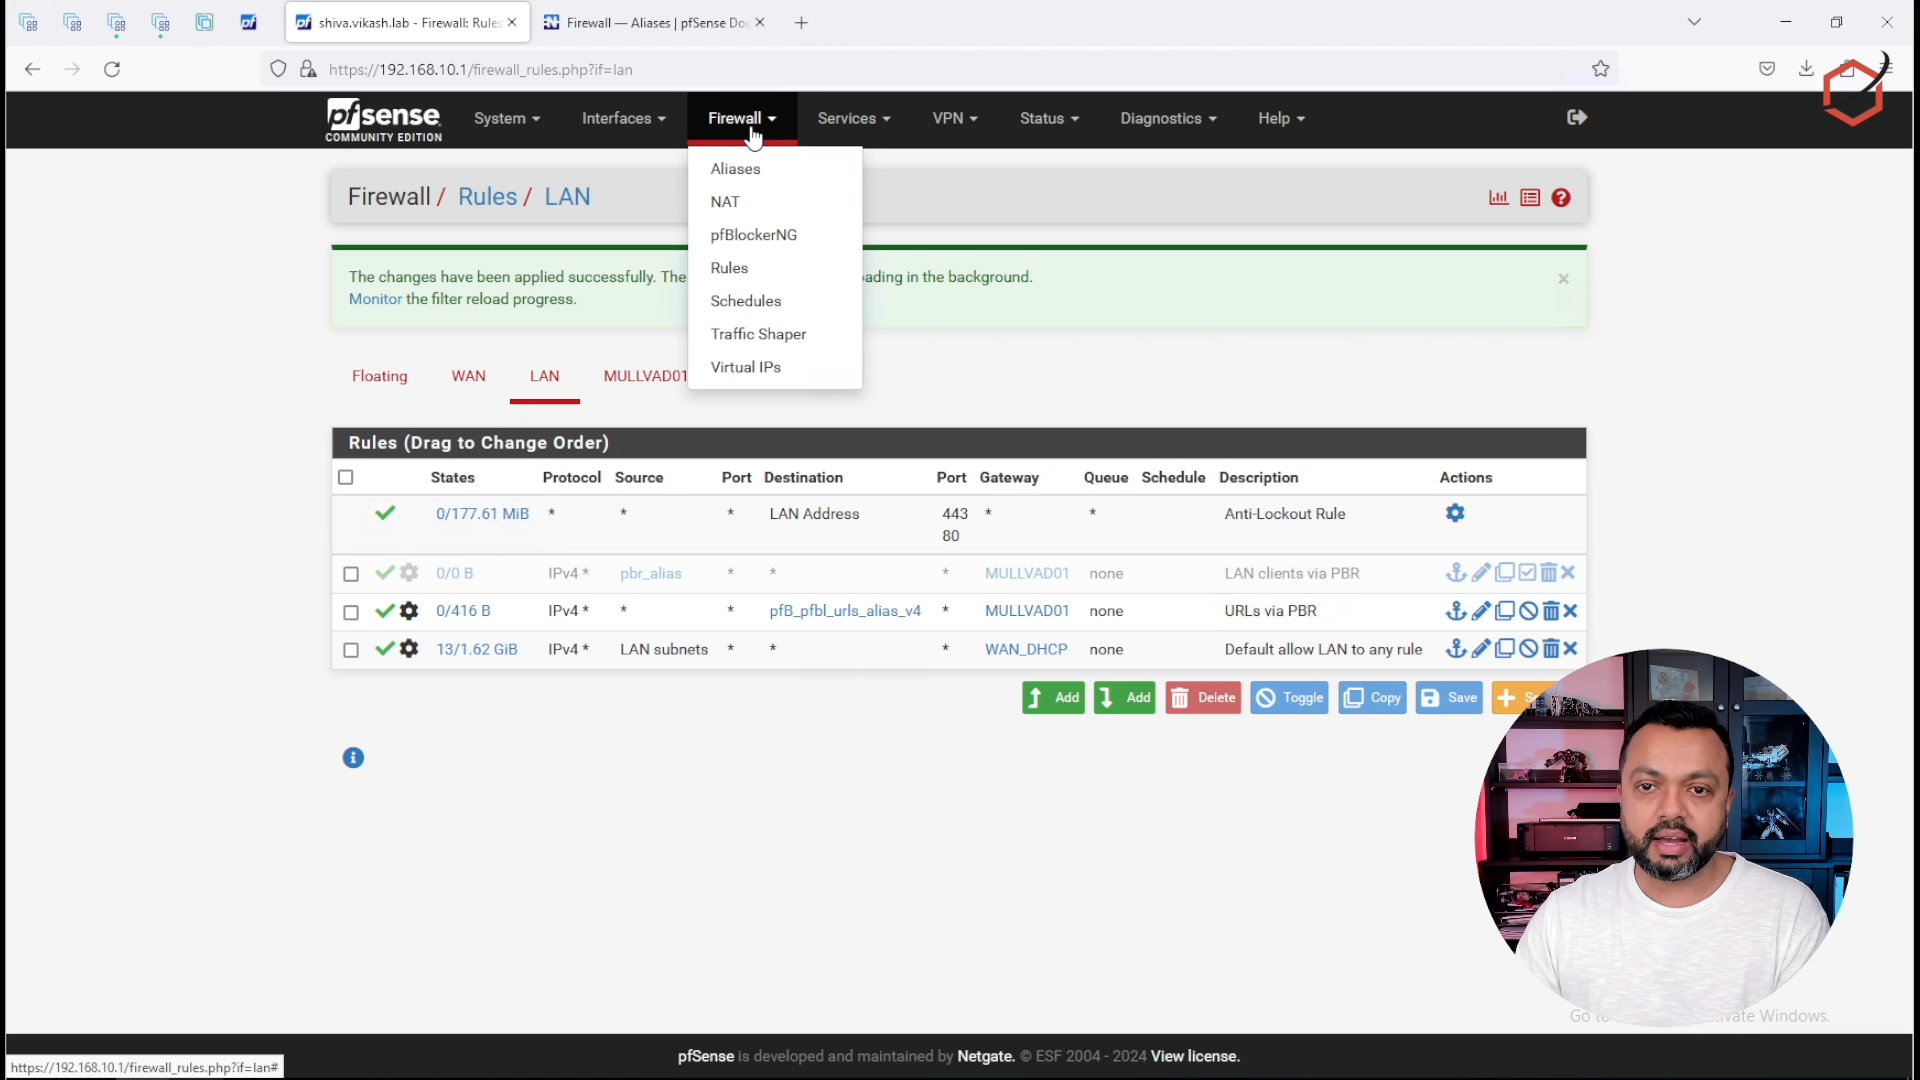 shiva.vikash.lab - Firewall: Rules
Firewall — Aliases | pfSense Doc
https://192.168.10.1/firewall_rules.php?if=lan
pfsense
COMMUNITY EDITION
System
Interfaces
Firewall
Services
VPN
Status
Diagnostics
Help
Aliases
NAT
pfBlockerNG
Rules
Schedules
Traffic Shaper
Virtual IPs
Firewall / Rules / LAN
The changes have been applied successfully. The
ading in the background.
Monitor the filter reload progress.
Floating
WAN
LAN
MULLVAD01
Rules (Drag to Change Order)
States Protocol Source Port Destination Port Gateway Queue Schedule Description Actions
0/177.61 MiB * * * LAN Address 443 * * Anti-Lockout Rule
80
0/0 B IPv4 * pbr_alias * * * MULLVAD01 none LAN clients via PBR
0/416 B IPv4 * * * pfB_pfbl_urls_alias_v4 * MULLVAD01 none URLs via PBR
13/1.62 GiB IPv4 * LAN subnets * * * WAN_DHCP none Default allow LAN to any rule
Add
Add
Delete
Toggle
Copy
Save
Go to
vate Windows.
pfSense is developed and maintained by Netgate. © ESF 2004 - 2024 View license.
https://192.168.10.1/firewall_rules.php?if=lan#